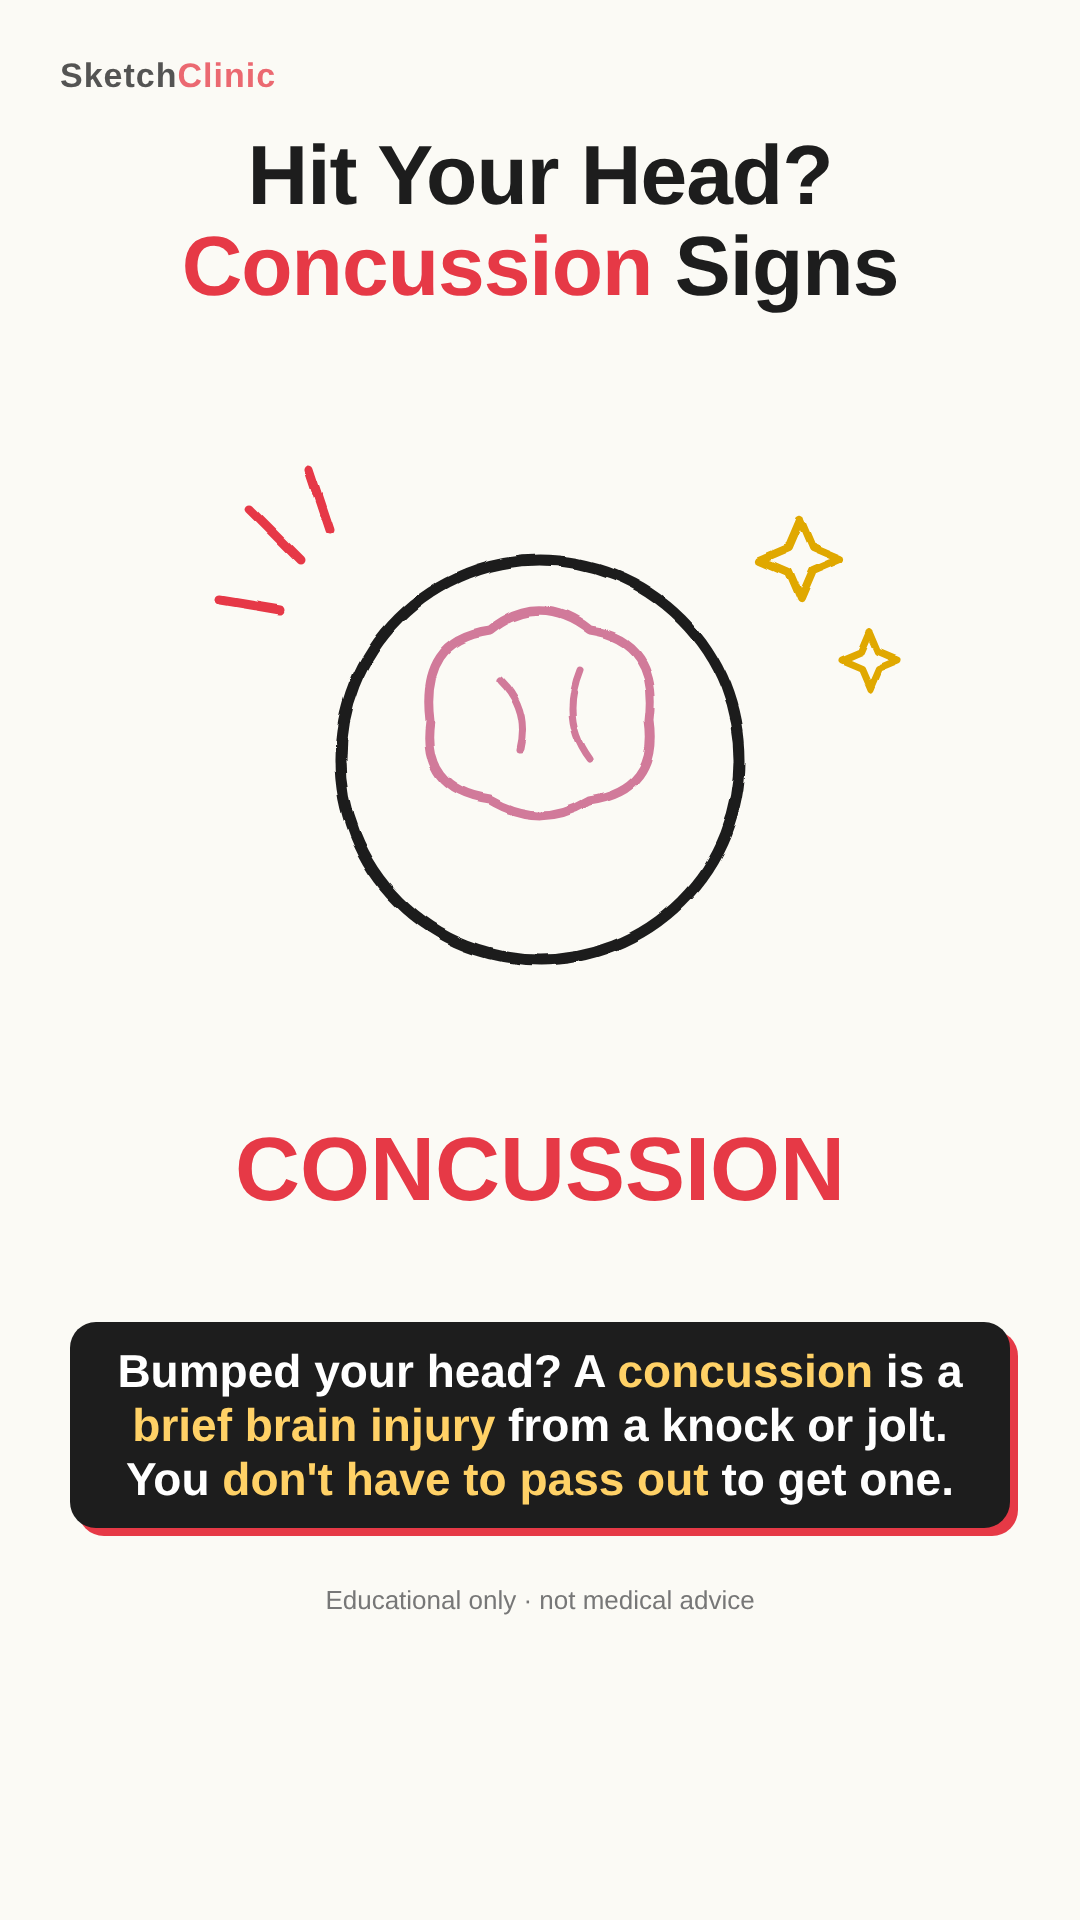 SketchClinic
Hit Your Head?
Concussion Signs
CONCUSSION
Bumped your head? A concussion is a
brief brain injury from a knock or jolt.
You don't have to pass out to get one.
Educational only · not medical advice